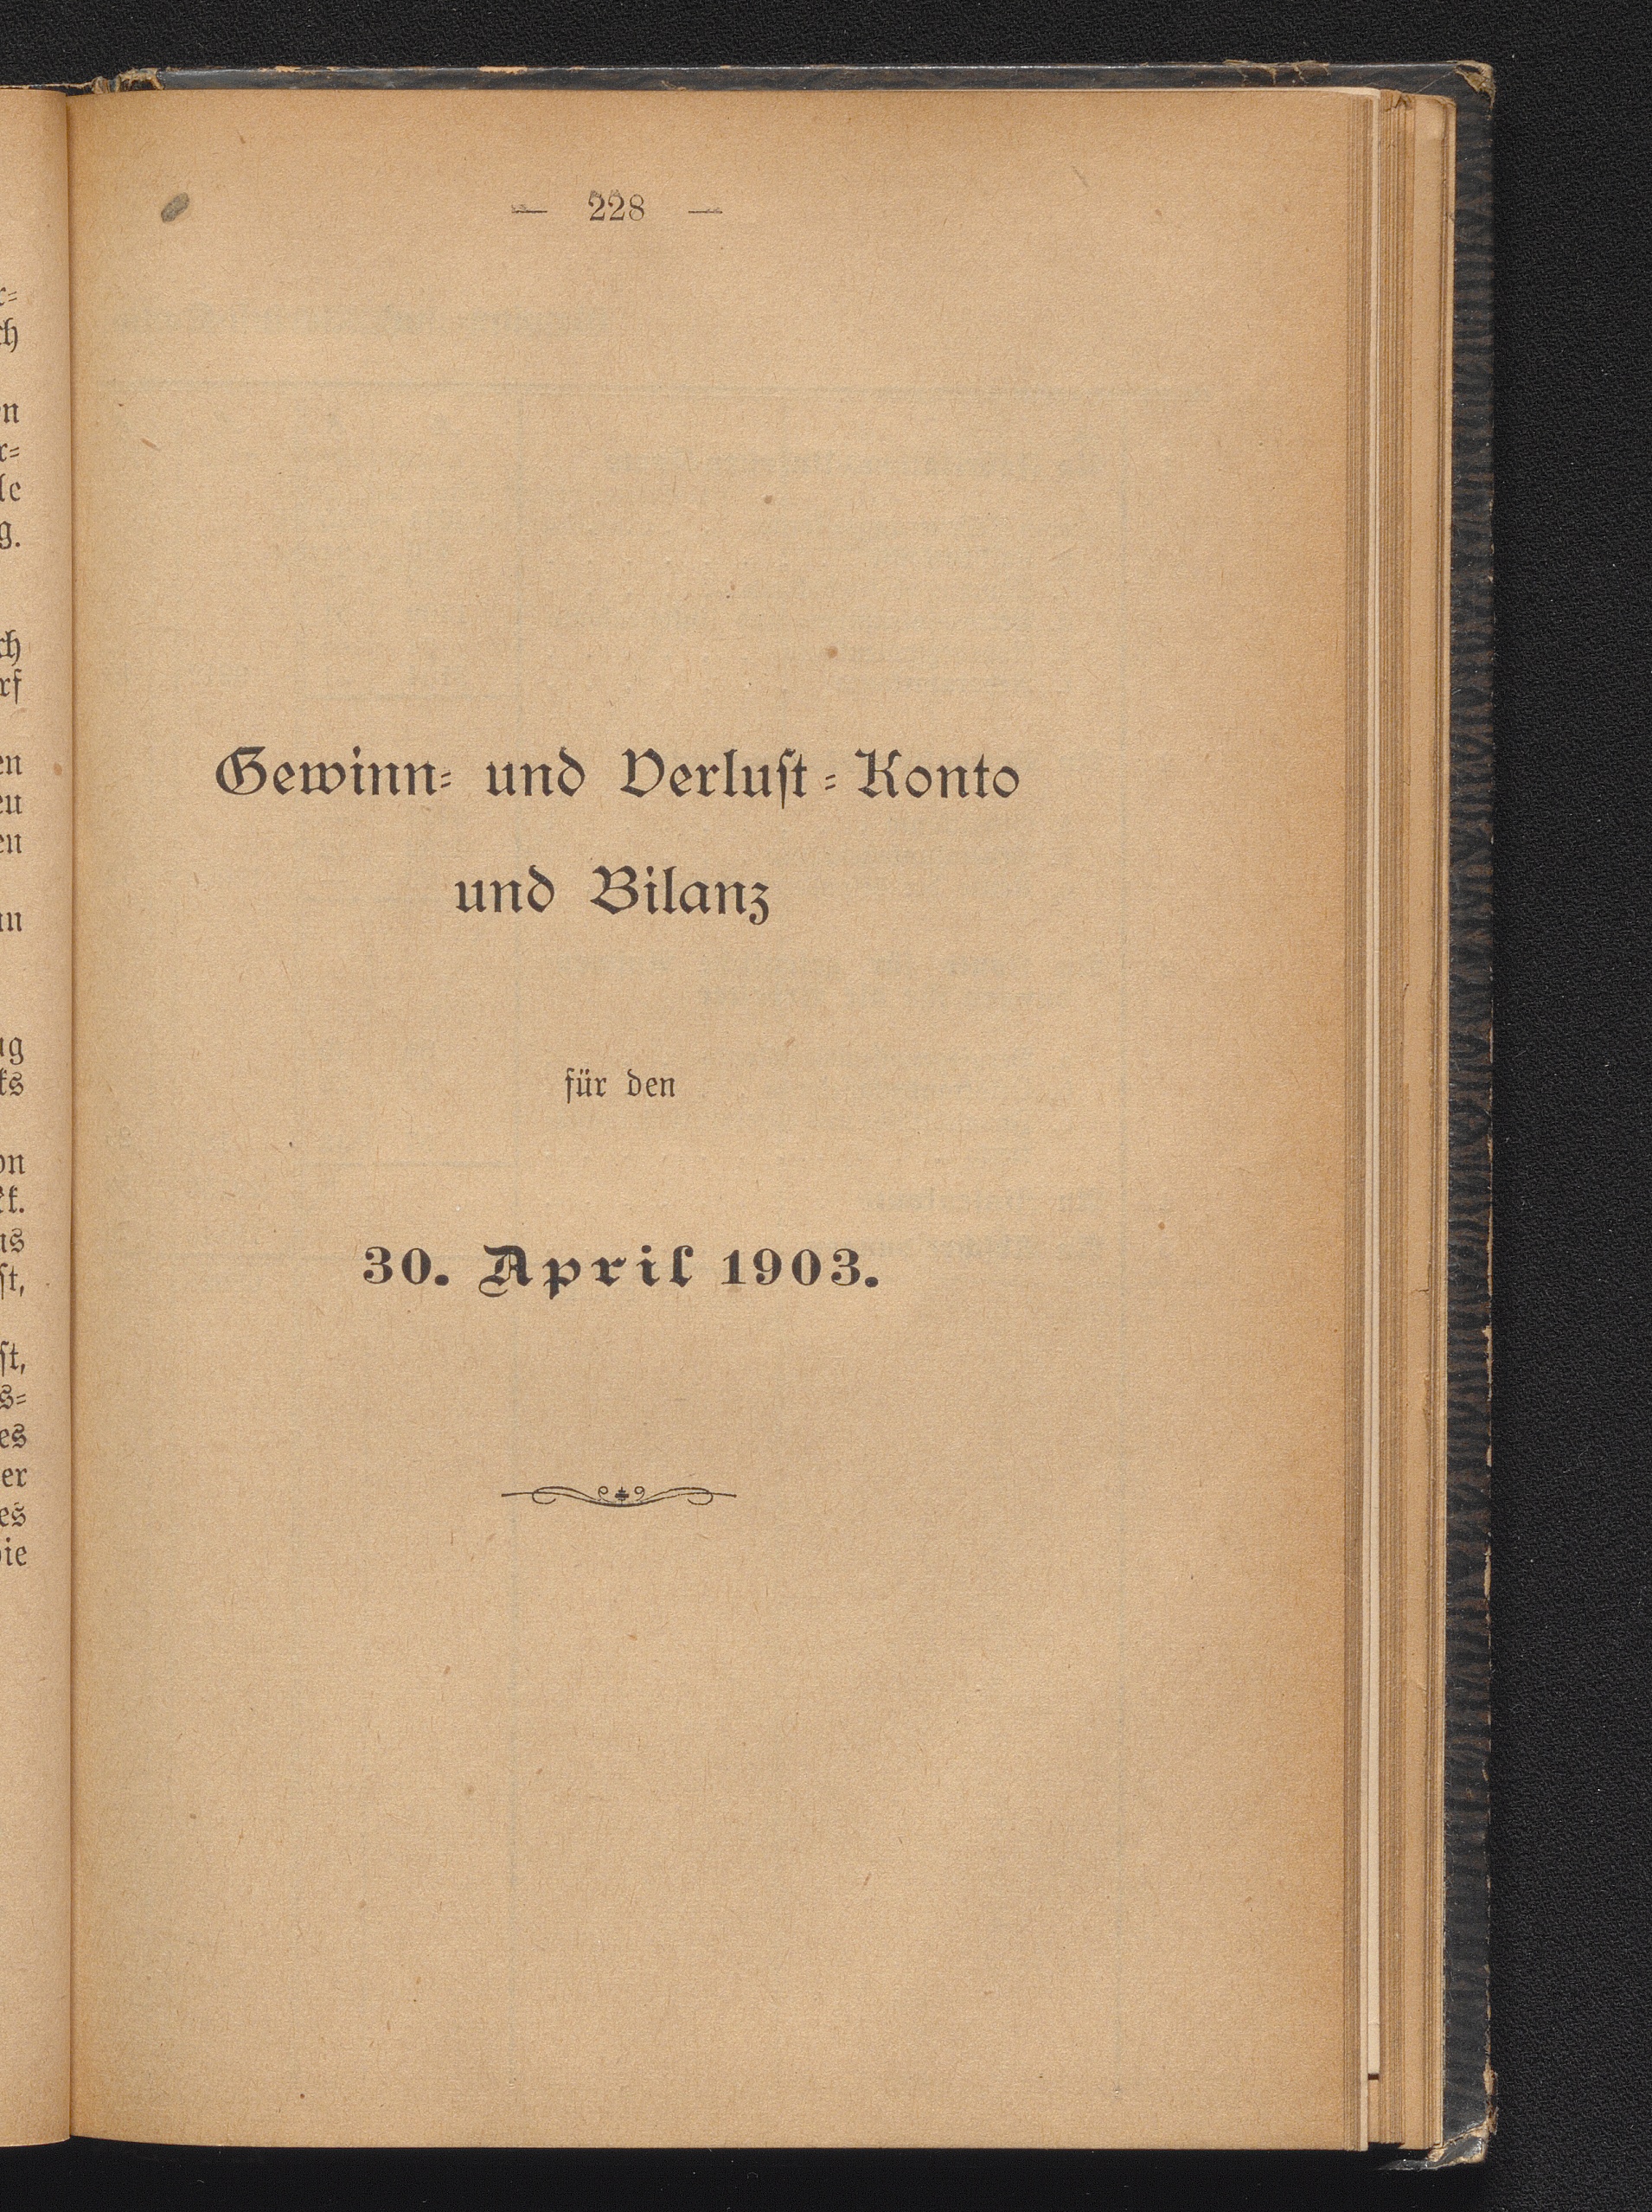 — 228 —
Gewinn- und Verlust-Konto
und Bilanz
für den
30. April 1903.